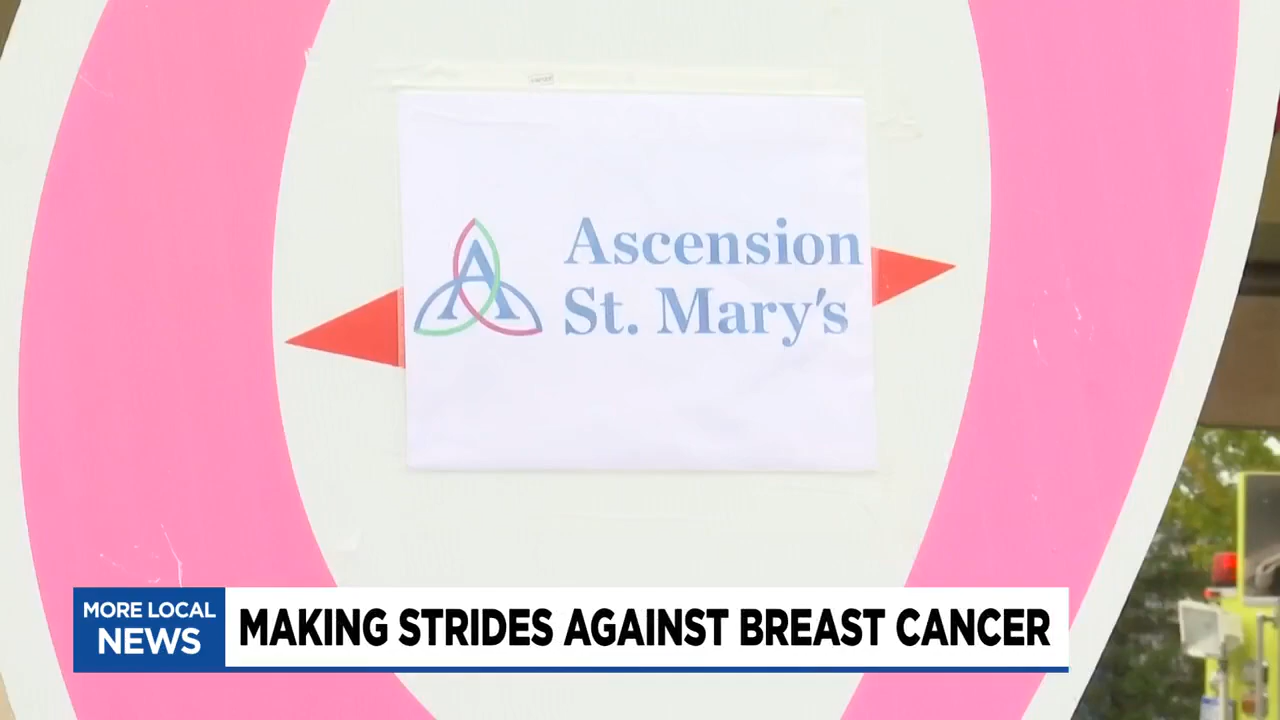 A
Ascension
St. Mary's
MORE LOCAL
NEWS
MAKING STRIDES AGAINST BREAST CANCER